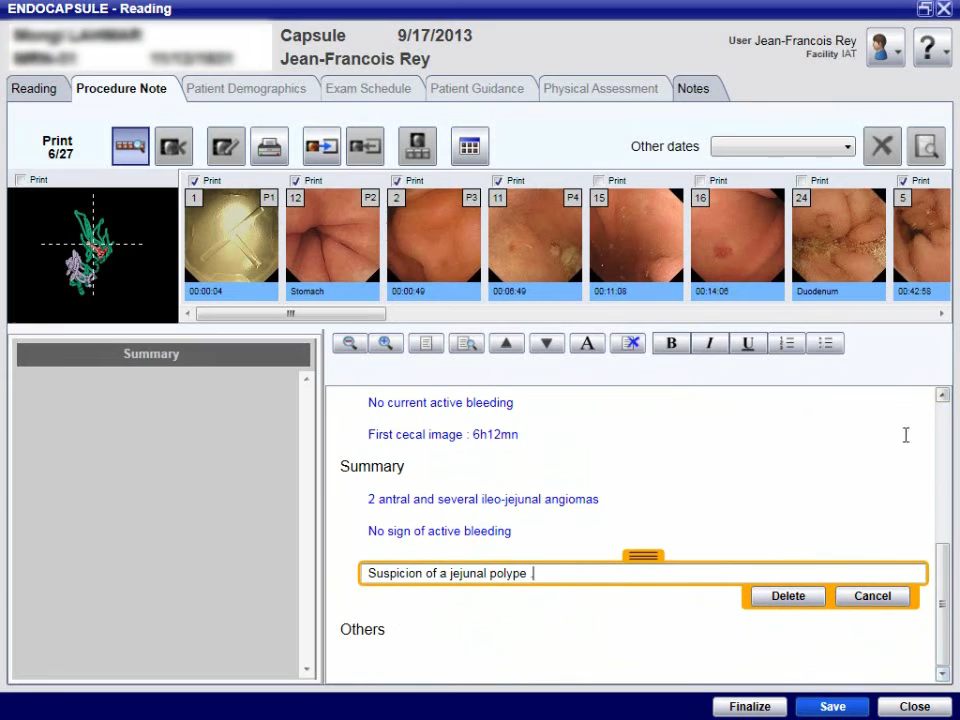 ENDOCAPSULE - Reading
Capsule 9/17/2013
Jean-Francois Rey
User Jean-Francois Rey
Facility IAT
Reading Procedure Note Patient Demographics Exam Schedule Patient Guidance Physical Assessment Notes
Print
6/27
Other dates
Print Print Print Print Print Print Print Print Print
1 P1 12 P2 2 P3 11 P4 15 16 24 5
00:00:04 Stomach 00:00:49 00:06:49 00:11:08 00:14:06 Duodenum 00:42:58
Summary
A B I U
No current active bleeding
First cecal image : 6h12mn
Summary
2 antral and several ileo-jejunal angiomas
No sign of active bleeding
Suspicion of a jejunal polype .
Delete Cancel
Others
Finalize Save Close